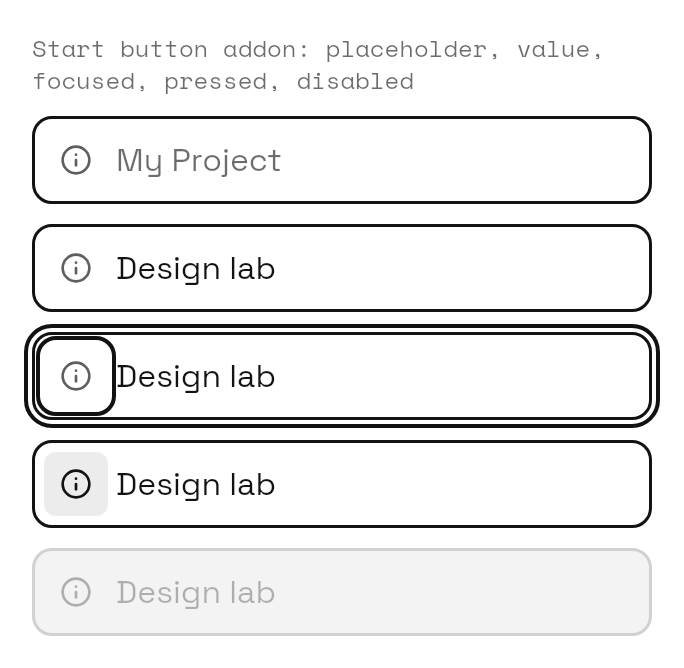 Start button addon: placeholder, value,
focused, pressed, disabled
My Project
Design lab
Design lab
Design lab
Design lab